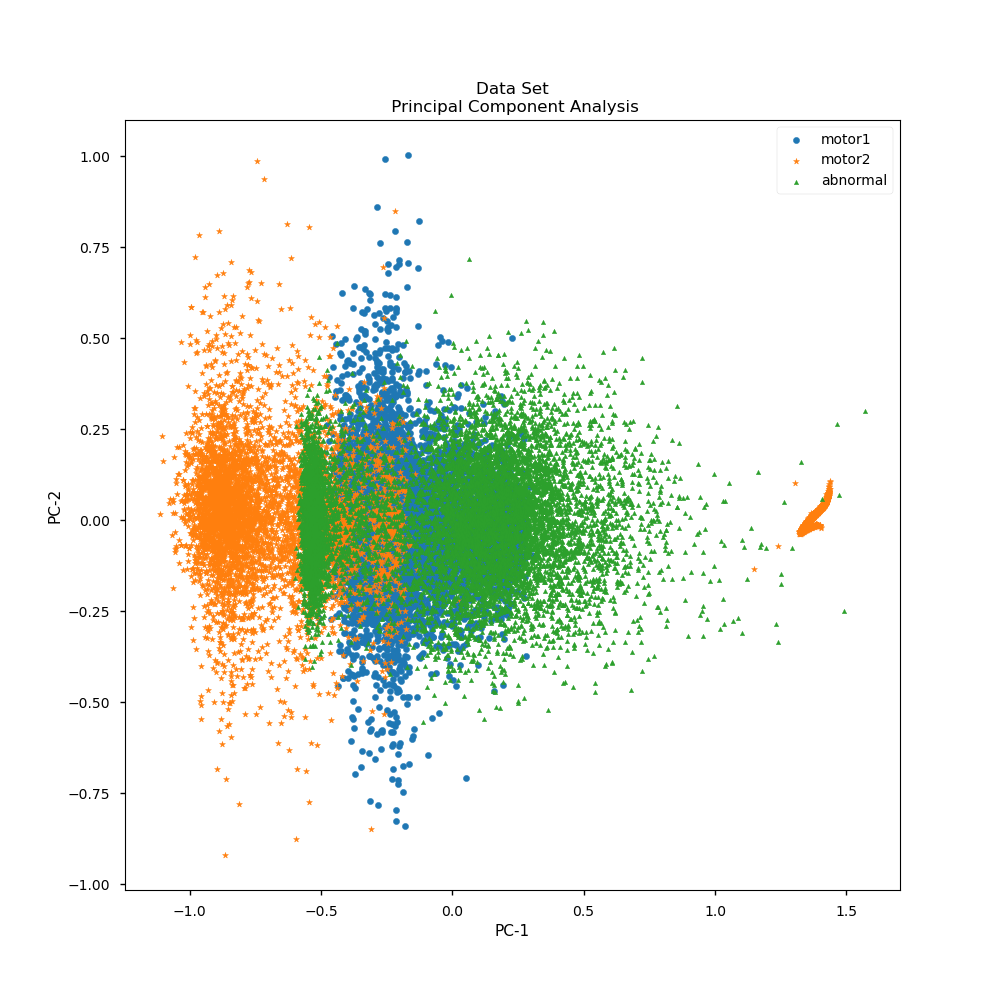 Data Set
Principal Component Analysis
motor1
motor2
abnormal
1.00
0.75
0.50
0.25
0.00
−0.25
−0.50
−0.75
−1.00
PC-2
−1.0
−0.5
0.0
0.5
1.0
1.5
PC-1